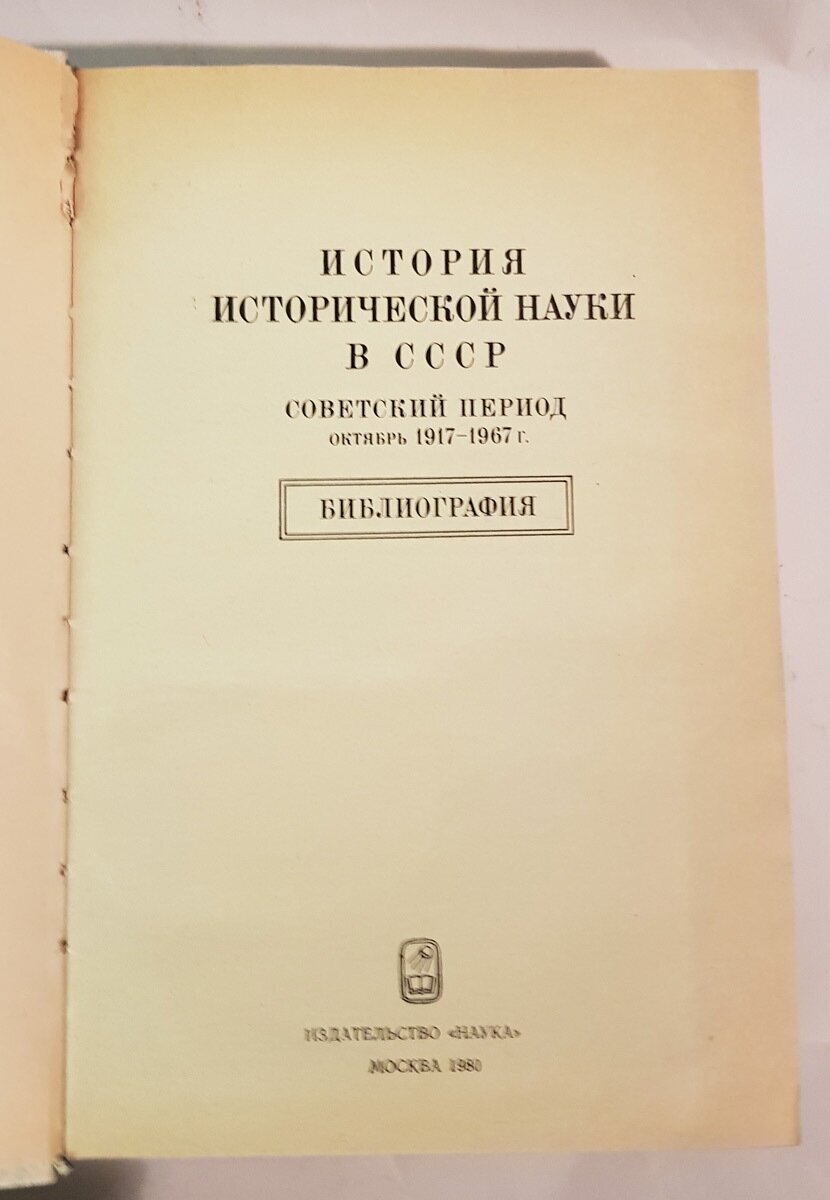 ИСТОРИЯ
ИСТОРИЧЕСКОЙ НАУКИ
В СССР
СОВЕТСКИЙ ПЕРИОД
ОКТЯБРЬ 1917–1967 г.
БИБЛИОГРАФИЯ
ИЗДАТЕЛЬСТВО «НАУКА»
МОСКВА 1980